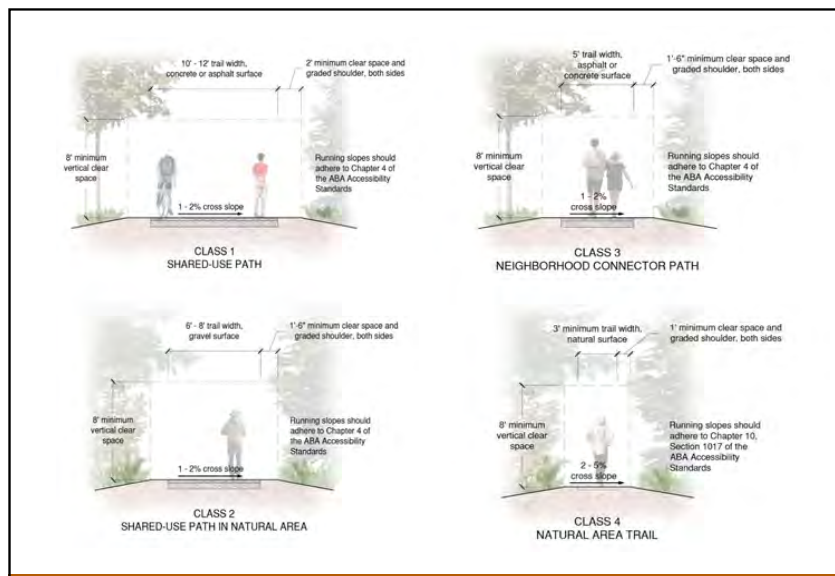 10' - 12' trail width,
concrete or asphalt surface
2' minimum clear space and
graded shoulder, both sides
8' minimum
vertical clear
space
Running slopes should
adhere to Chapter 4 of
the ABA Accessibility
Standards
1 - 2% cross slope
CLASS 1
SHARED-USE PATH
5' trail width,
asphalt or
concrete surface
1'-6" minimum clear space and
graded shoulder, both sides
8' minimum
vertical clear
space
Running slopes should
adhere to Chapter 4 of
the ABA Accessibility
Standards
1 - 2%
cross slope
CLASS 3
NEIGHBORHOOD CONNECTOR PATH
6' - 8' trail width,
gravel surface
1'-6" minimum clear space and
graded shoulder, both sides
8' minimum
vertical clear
space
Running slopes should
adhere to Chapter 4 of
the ABA Accessibility
Standards
1 - 2% cross slope
CLASS 2
SHARED-USE PATH IN NATURAL AREA
3' minimum trail width,
natural surface
1' minimum clear space and
graded shoulder, both sides
8' minimum
vertical clear
space
Running slopes should
adhere to Chapter 10,
Section 1017 of the
ABA Accessibility
Standards
2 - 5%
cross slope
CLASS 4
NATURAL AREA TRAIL